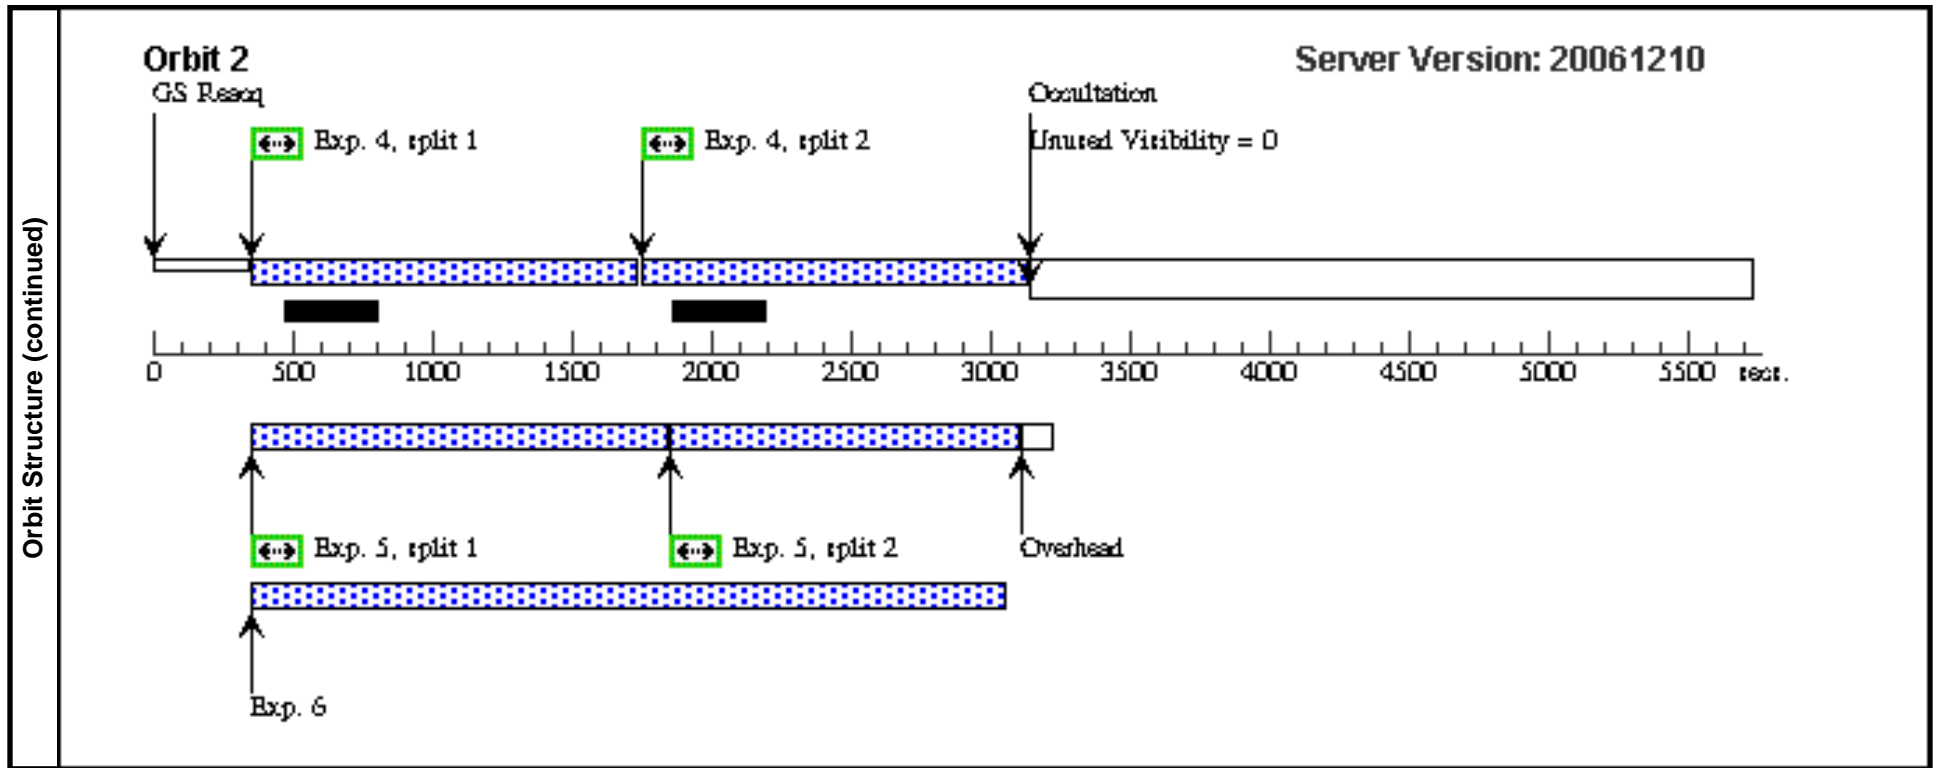 Orbit Structure (continued)
Orbit 2
Server Version: 20061210
GS Reacq
Occultation
Exp. 4, split 1
Exp. 4, split 2
Unused Visibility = 0
0 500 1000 1500 2000 2500 3000 3500 4000 4500 5000 5500 secs.
Exp. 5, split 1
Exp. 5, split 2
Overhead
Exp. 6